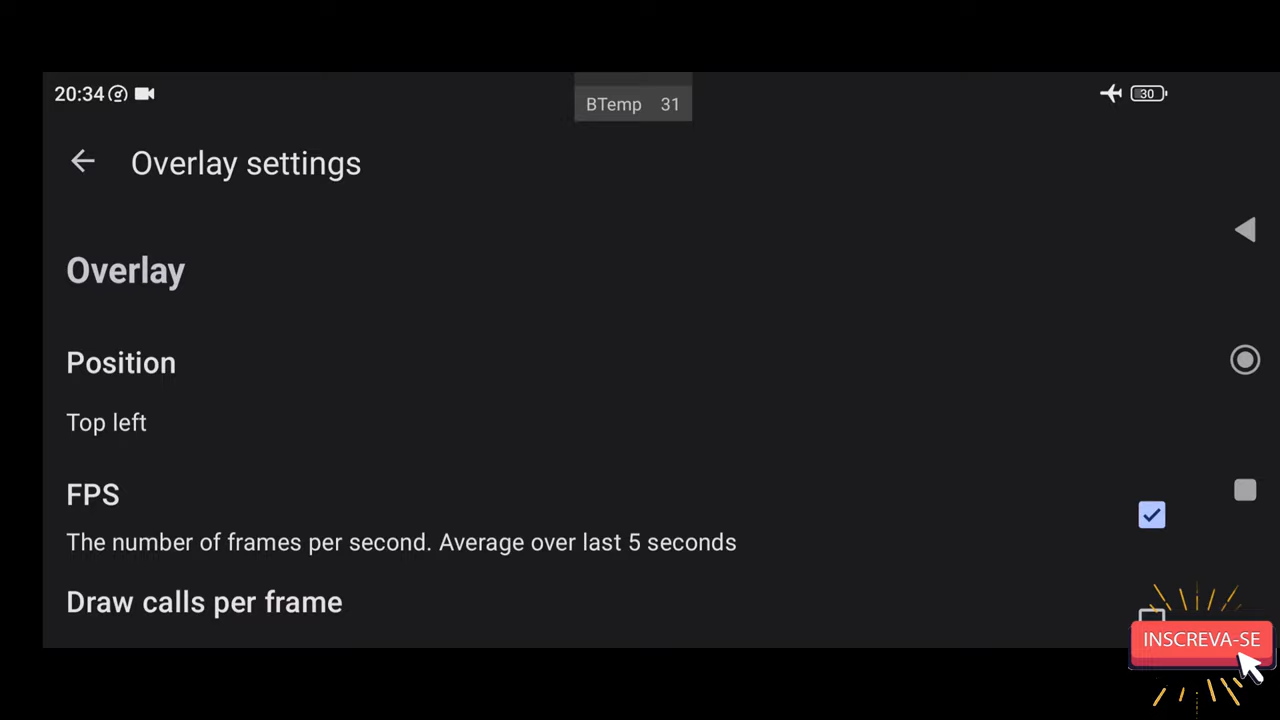 20:34
BTemp 31
30
Overlay settings
Overlay
Position
Top left
FPS
The number of frames per second. Average over last 5 seconds
Draw calls per frame
INSCREVA-SE